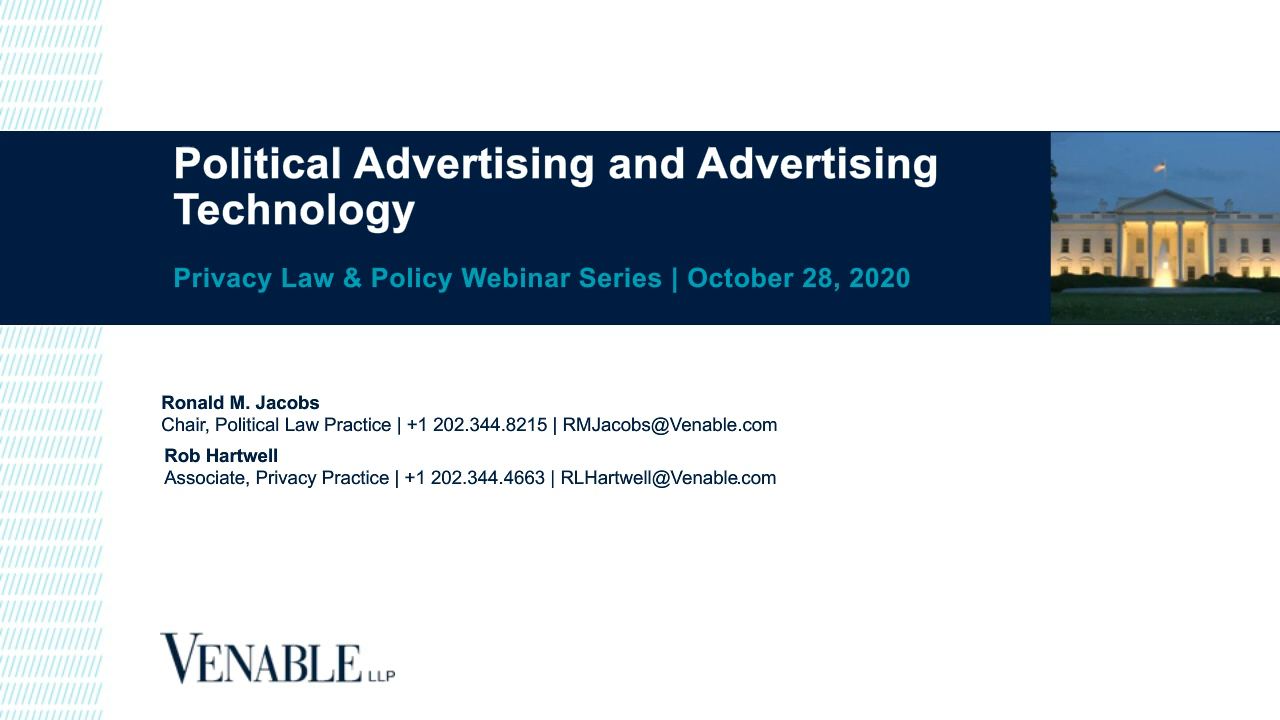 Political Advertising and Advertising
Technology
Privacy Law & Policy Webinar Series | October 28, 2020
Ronald M. Jacobs
Chair, Political Law Practice | +1 202.344.8215 | RMJacobs@Venable.com
Rob Hartwell
Associate, Privacy Practice | +1 202.344.4663 | RLHartwell@Venable.com
VENABLE LLP